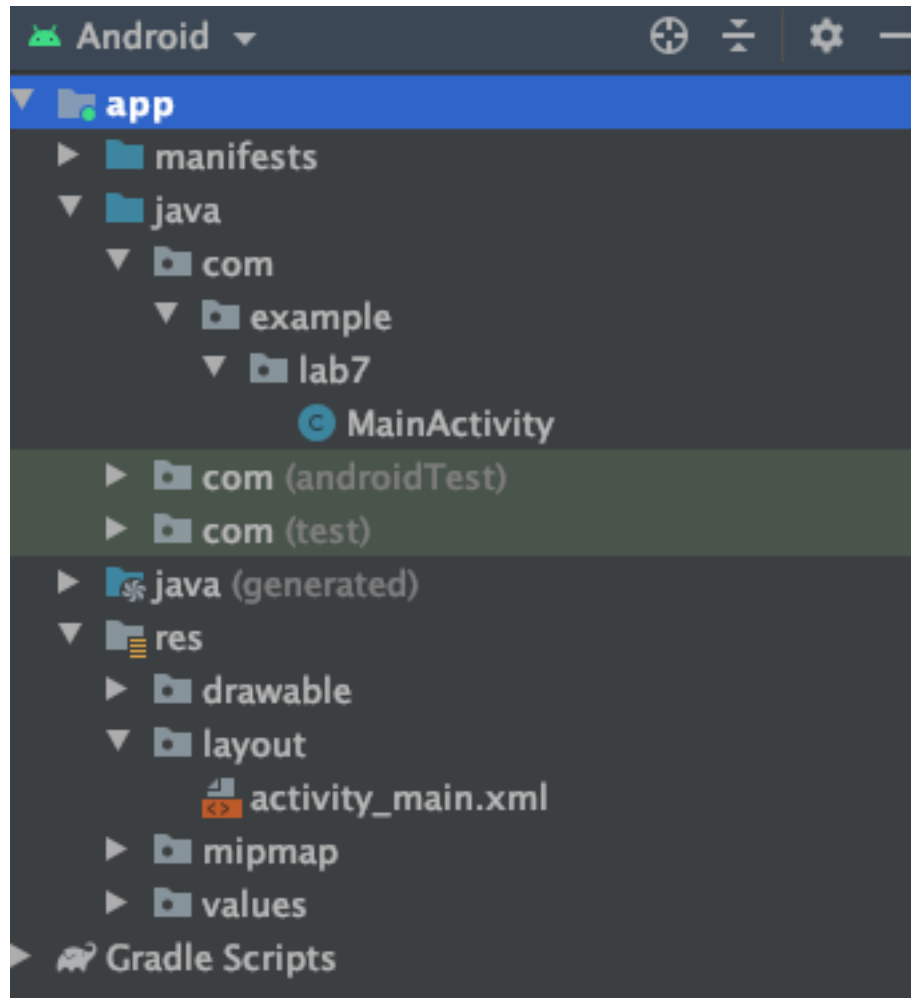 Android
app
manifests
java
com
example
lab7
C MainActivity
com (androidTest)
com (test)
java (generated)
res
drawable
layout
<> activity_main.xml
mipmap
values
Gradle Scripts